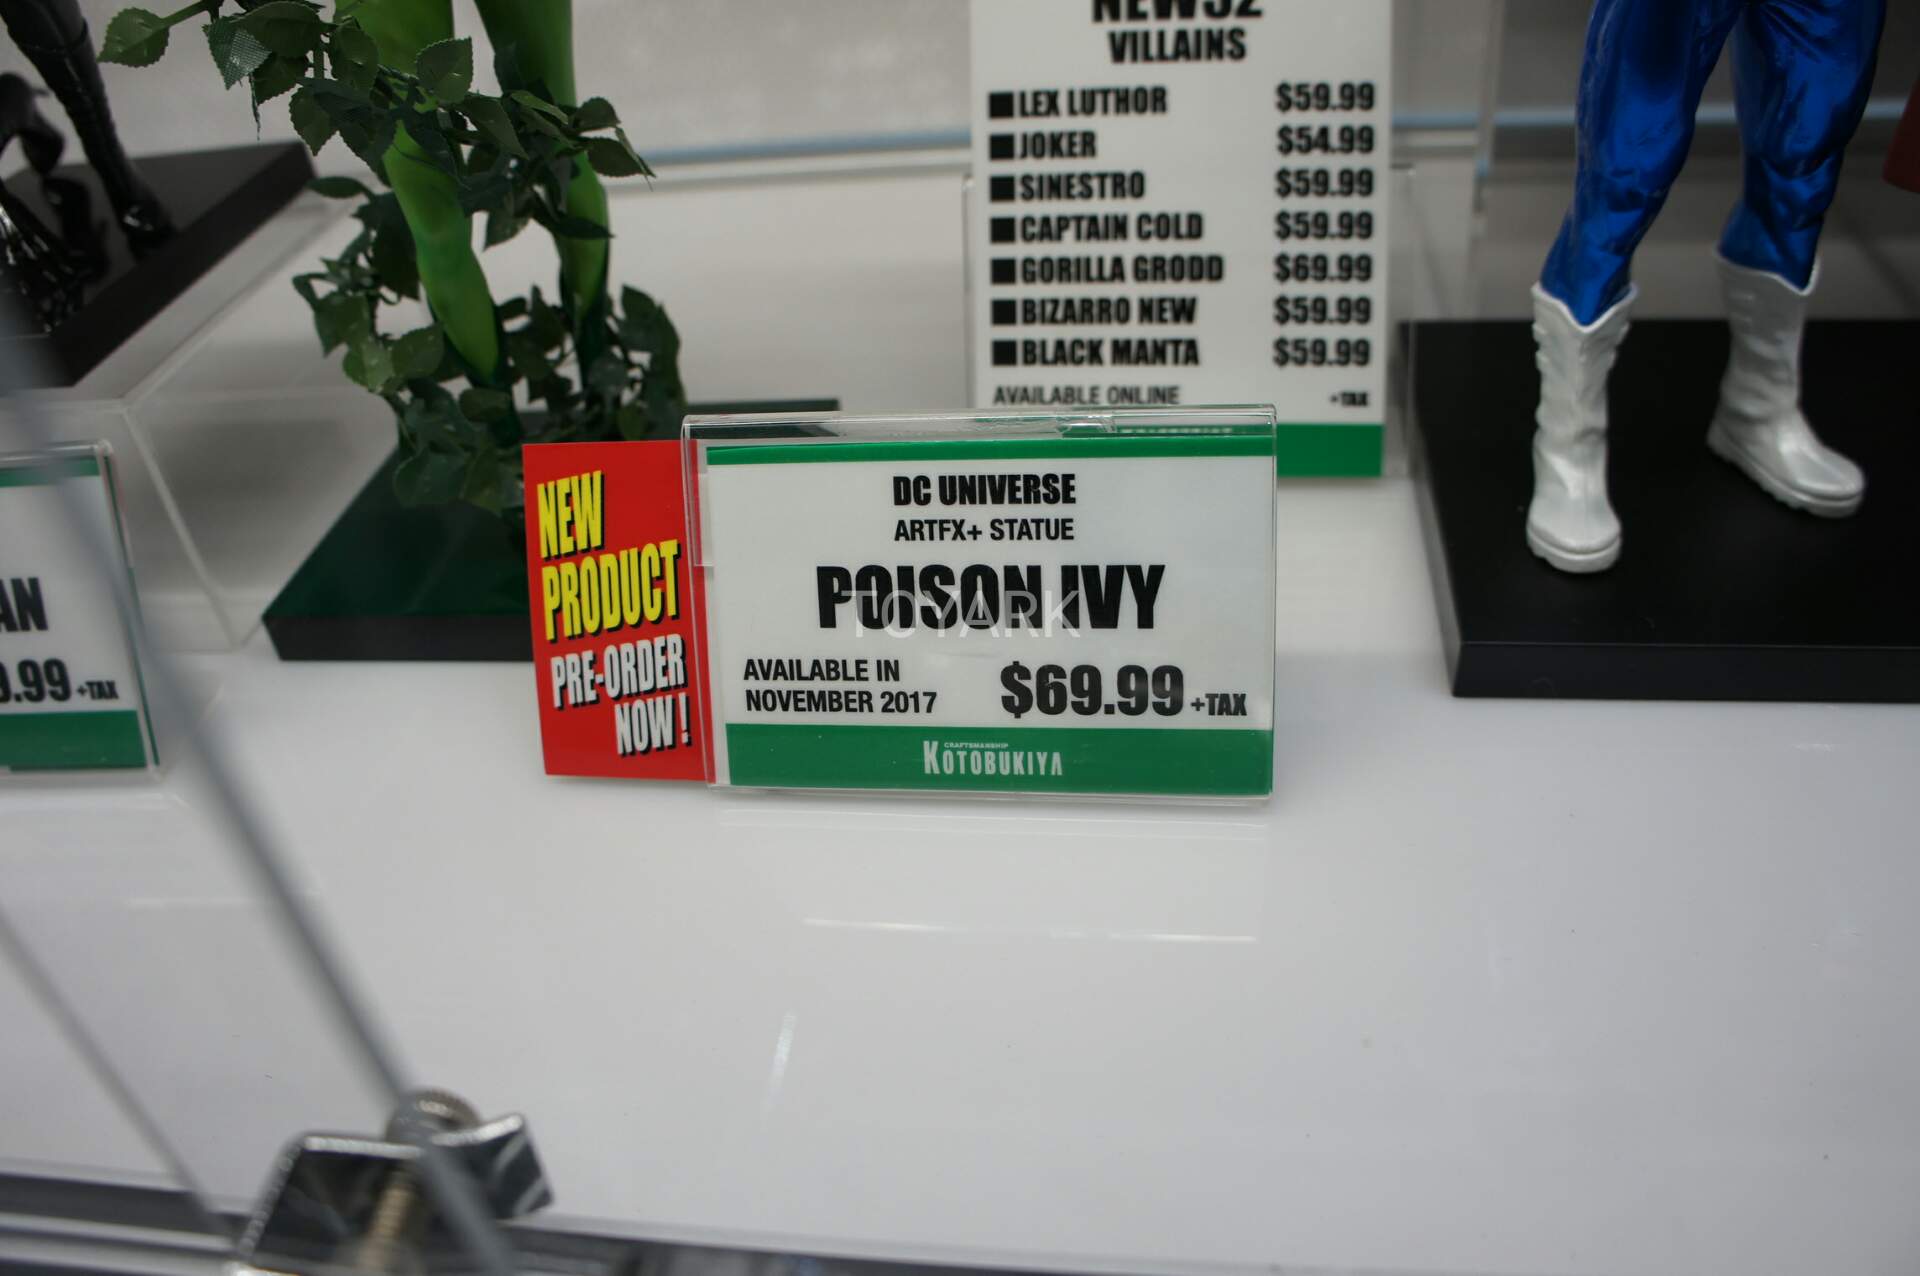 NEW52
VILLAINS
■LEX LUTHOR $59.99
■JOKER $54.99
■SINESTRO $59.99
■CAPTAIN COLD $59.99
■GORILLA GRODD $69.99
■BIZARRO NEW $59.99
■BLACK MANTA $59.99
AVAILABLE ONLINE +TAX
NEW
PRODUCT
PRE-ORDER
NOW!
DC UNIVERSE
ARTFX+ STATUE
POISON IVY
TOYARK
AVAILABLE IN
NOVEMBER 2017
$69.99 +TAX
CRAFTSMANSHIP
KOTOBUKIYA
AN
9.99 +TAX